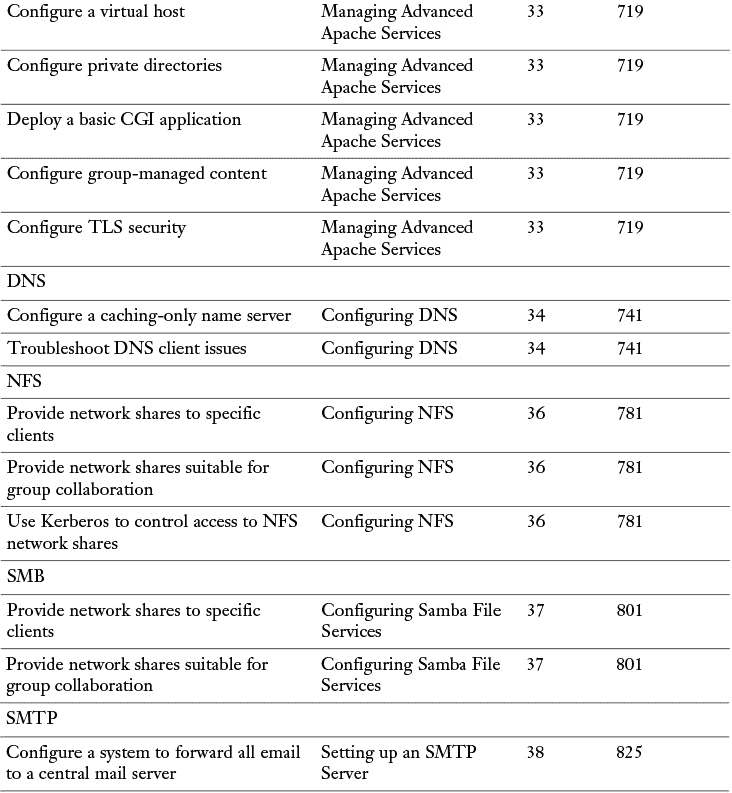 Configure a virtual host Managing Advanced 33 719
Apache Services
Configure private directories Managing Advanced 33 719
Apache Services
Deploy a basic CGI application Managing Advanced 33 719
Apache Services
Configure group-managed content Managing Advanced 33 719
Apache Services
Configure TLS security Managing Advanced 33 719
Apache Services
DNS
Configure a caching-only name server Configuring DNS 34 741
Troubleshoot DNS client issues Configuring DNS 34 741
NFS
Provide network shares to specific Configuring NFS 36 781
clients
Provide network shares suitable for Configuring NFS 36 781
group collaboration
Use Kerberos to control access to NFS Configuring NFS 36 781
network shares
SMB
Provide network shares to specific Configuring Samba File 37 801
clients Services
Provide network shares suitable for Configuring Samba File 37 801
group collaboration Services
SMTP
Configure a system to forward all email Setting up an SMTP 38 825
to a central mail server Server